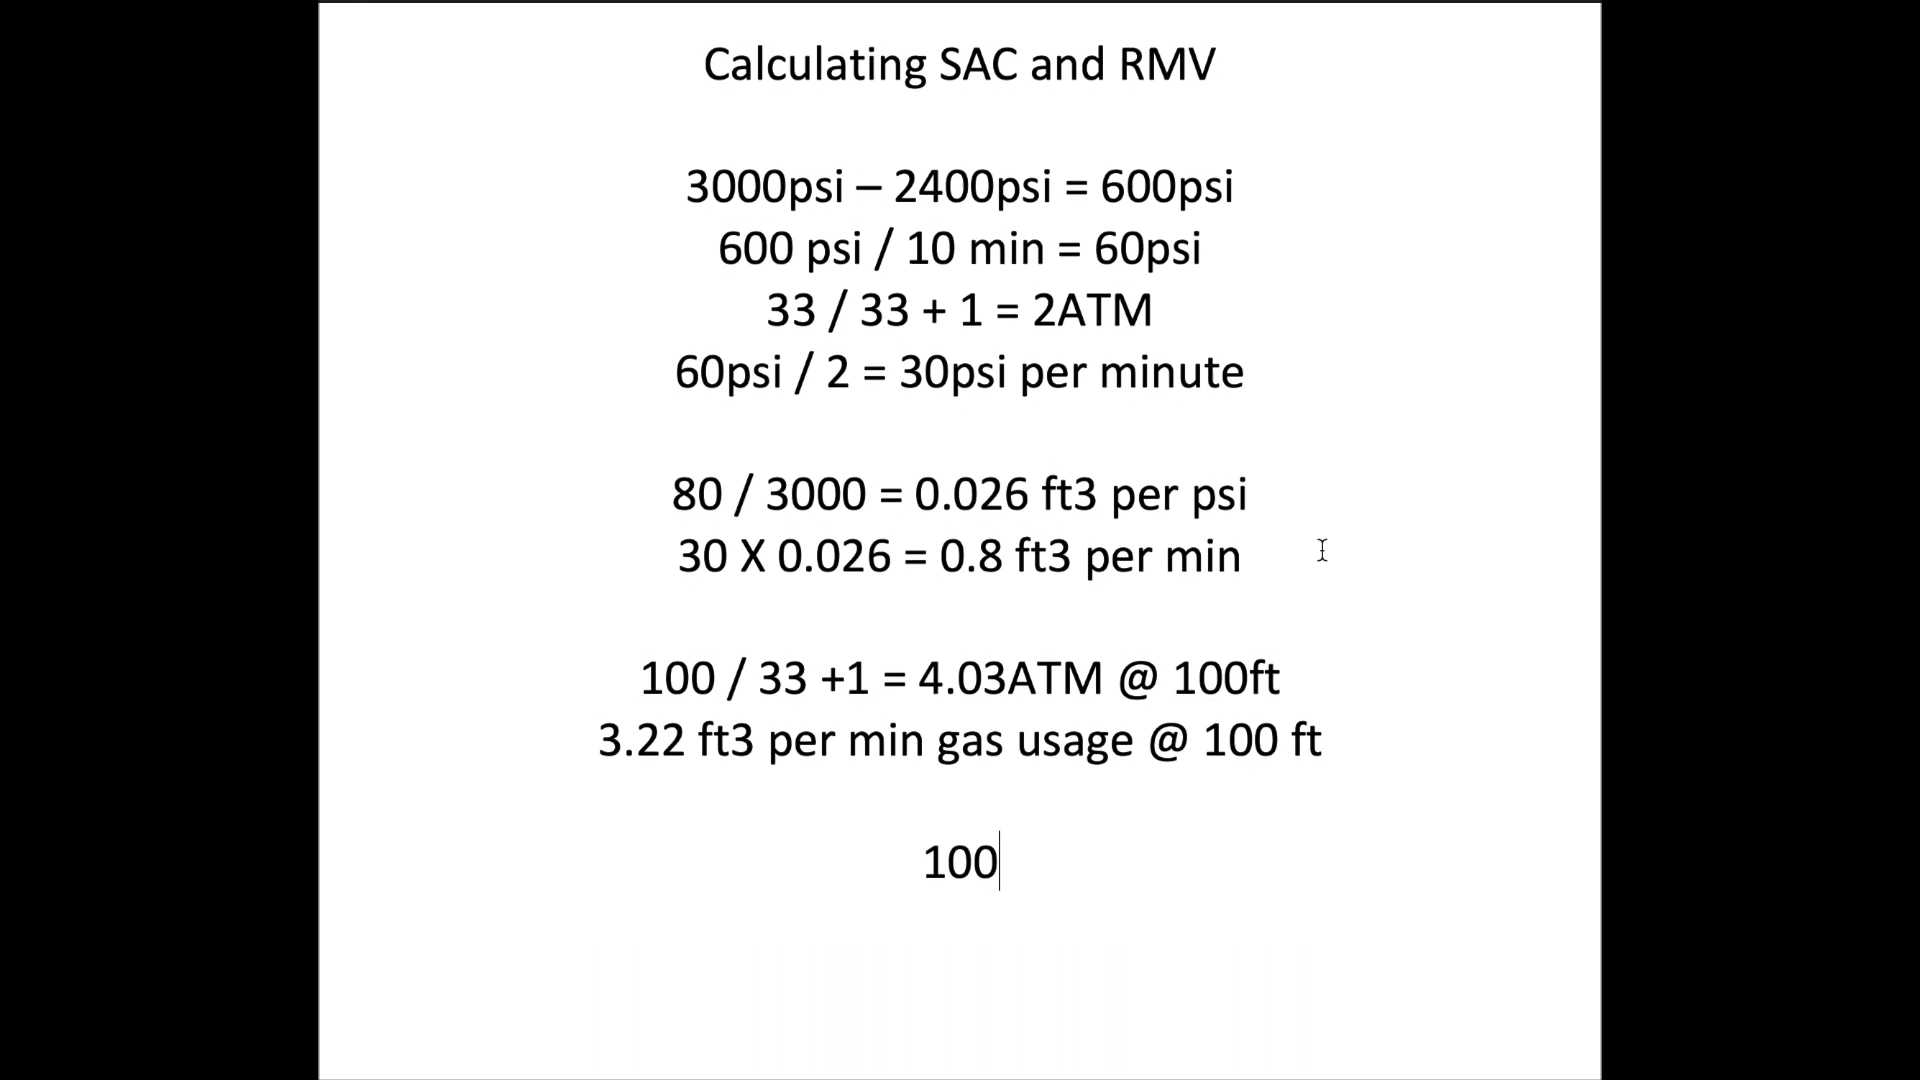 Calculating SAC and RMV
3000psi – 2400psi = 600psi
600 psi / 10 min = 60psi
33 / 33 + 1 = 2ATM
60psi / 2 = 30psi per minute
80 / 3000 = 0.026 ft3 per psi
30 X 0.026 = 0.8 ft3 per min
100 / 33 +1 = 4.03ATM @ 100ft
3.22 ft3 per min gas usage @ 100 ft
100